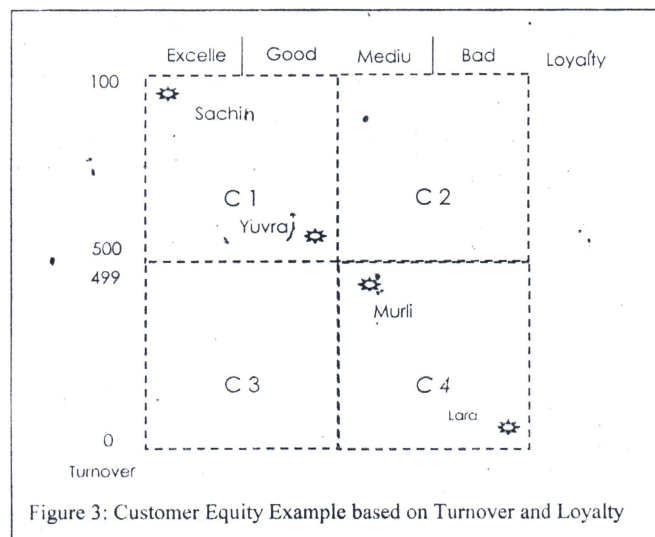 Excelle Good Mediu Bad Loyalty
100
Sachin
C 1 C 2
Yuvraj
500
499
Murli
C 3 C 4
Lara
0
Turnover
Figure 3: Customer Equity Example based on Turnover and Loyalty